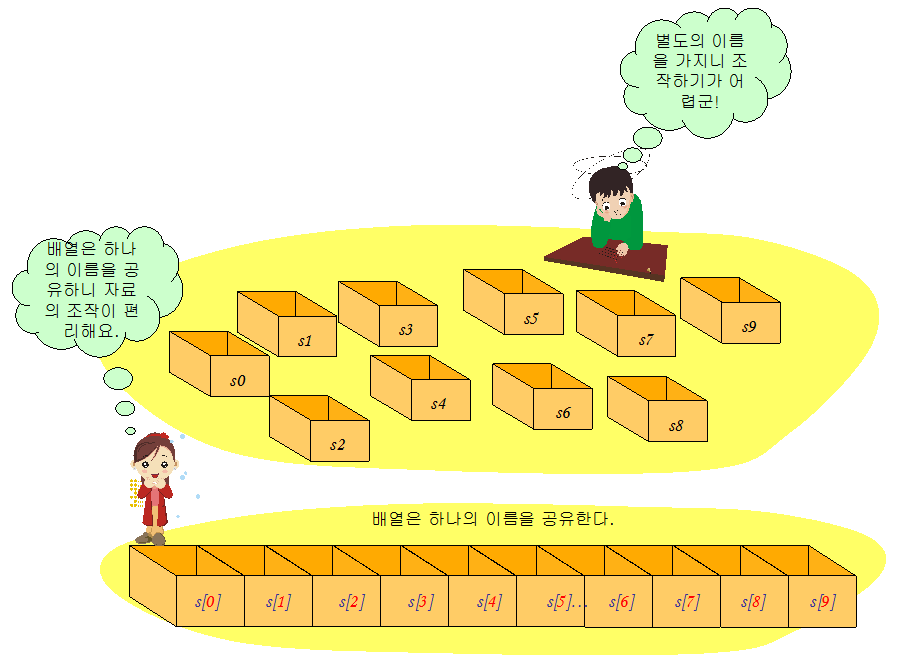 별도의 이름
을 가지니 조
작하기가 어
렵군!
배열은 하나
의 이름을 공
유하니 자료
의 조작이 편
리해요.
s0
s1
s2
s3
s4
s5
s6
s7
s8
s9
배열은 하나의 이름을 공유한다.
s[0] s[1] s[2] s[3] s[4] s[5]... s[6] s[7] s[8] s[9]